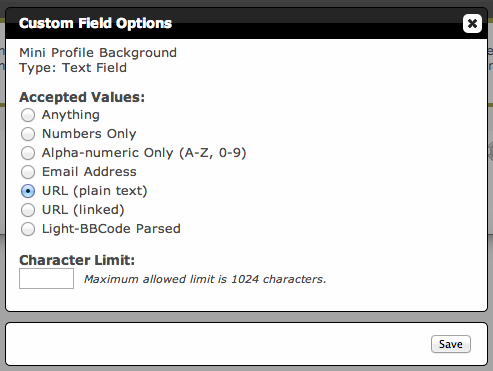 Custom Field Options
Mini Profile Background
Type: Text Field
Accepted Values:
Anything
Numbers Only
Alpha-numeric Only (A-Z, 0-9)
Email Address
URL (plain text)
URL (linked)
Light-BBCode Parsed
Character Limit:
Maximum allowed limit is 1024 characters.
Save